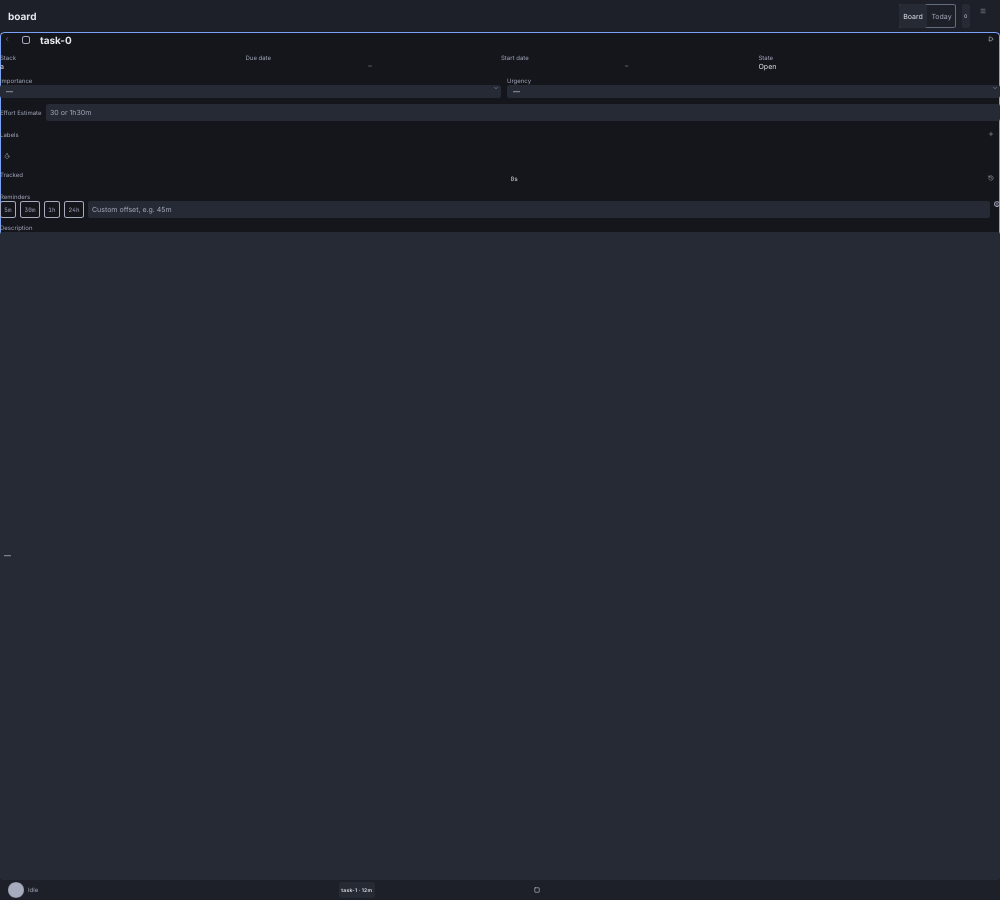 board
Board Today 0
task-0
Stack Due date Start date State
a – – Open
Importance Urgency
— —
Effort Estimate 30 or 1h30m
Labels +
Tracked
0s
Reminders
5m 30m 1h 24h Custom offset, e.g. 45m
Description
—
Idle task-1 · 12m